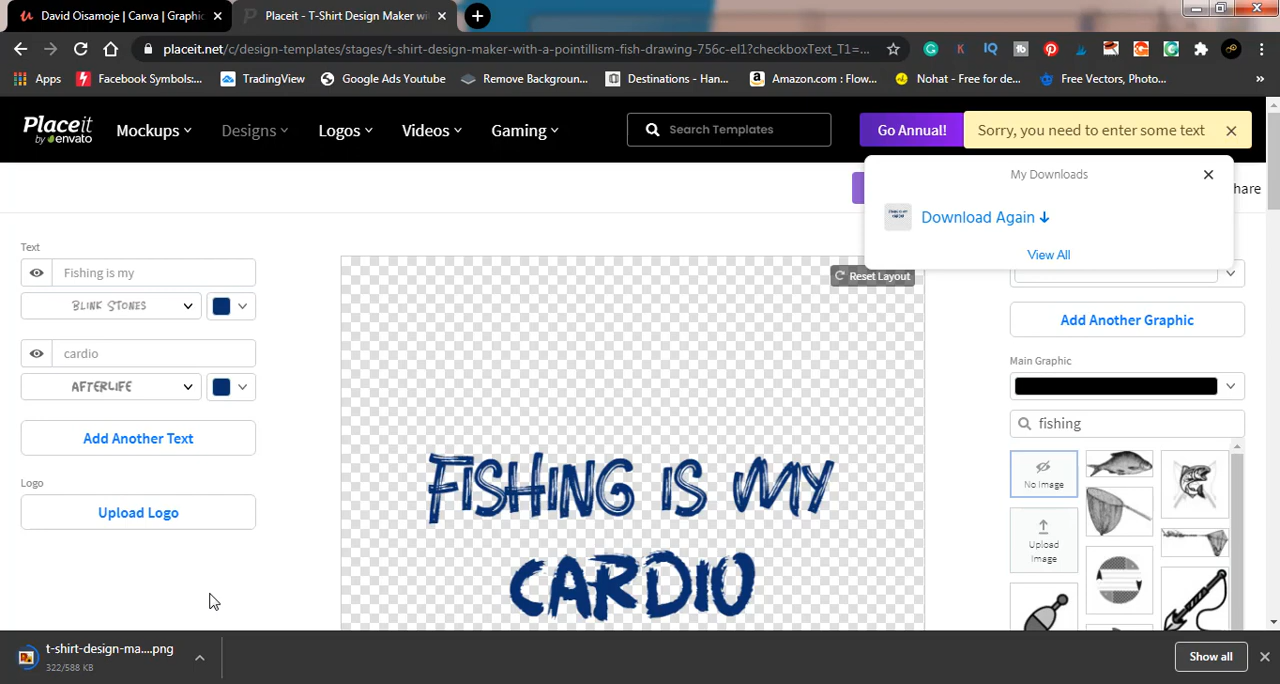 David Oisamoje | Canva | Graphic
Placeit - T-Shirt Design Maker with
placeit.net/c/design-templates/stages/t-shirt-design-maker-with-a-pointillism-fish-drawing-756c-el1?checkboxText_T1=...
Apps
Facebook Symbols...
TradingView
Google Ads Youtube
Remove Backgroun...
Destinations - Han...
Amazon.com : Flow...
Nohat - Free for de...
Free Vectors, Photo...
»
Placeit
by envato
Mockups
Designs
Logos
Videos
Gaming
Search Templates
Go Annual!
Sorry, you need to enter some text
My Downloads
hare
Download Again
View All
Text
Fishing is my
BLINK STONES
cardio
AFTERLIFE
Add Another Text
Logo
Upload Logo
Reset Layout
FISHING IS MY
CARDIO
Add Another Graphic
Main Graphic
fishing
No Image
Upload
Image
t-shirt-design-ma....png
322/588 KB
Show all